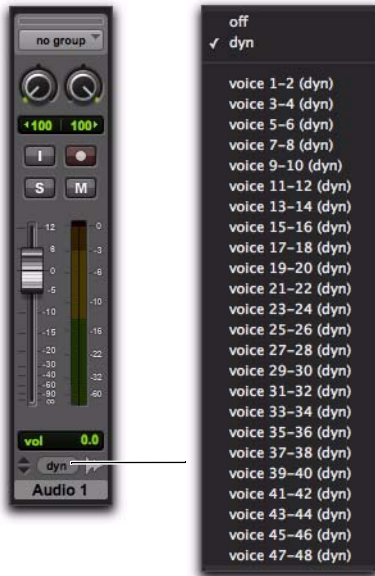 no group
100 100
I
S M
12 0
6 -3
0 -6
-5
-10 -10
-15 -16
-20 -22
-30
-40 -32
-60
-90 -60
∞
vol 0.0
dyn
Audio 1
off
✓ dyn
voice 1-2 (dyn)
voice 3-4 (dyn)
voice 5-6 (dyn)
voice 7-8 (dyn)
voice 9-10 (dyn)
voice 11-12 (dyn)
voice 13-14 (dyn)
voice 15-16 (dyn)
voice 17-18 (dyn)
voice 19-20 (dyn)
voice 21-22 (dyn)
voice 23-24 (dyn)
voice 25-26 (dyn)
voice 27-28 (dyn)
voice 29-30 (dyn)
voice 31-32 (dyn)
voice 33-34 (dyn)
voice 35-36 (dyn)
voice 37-38 (dyn)
voice 39-40 (dyn)
voice 41-42 (dyn)
voice 43-44 (dyn)
voice 45-46 (dyn)
voice 47-48 (dyn)